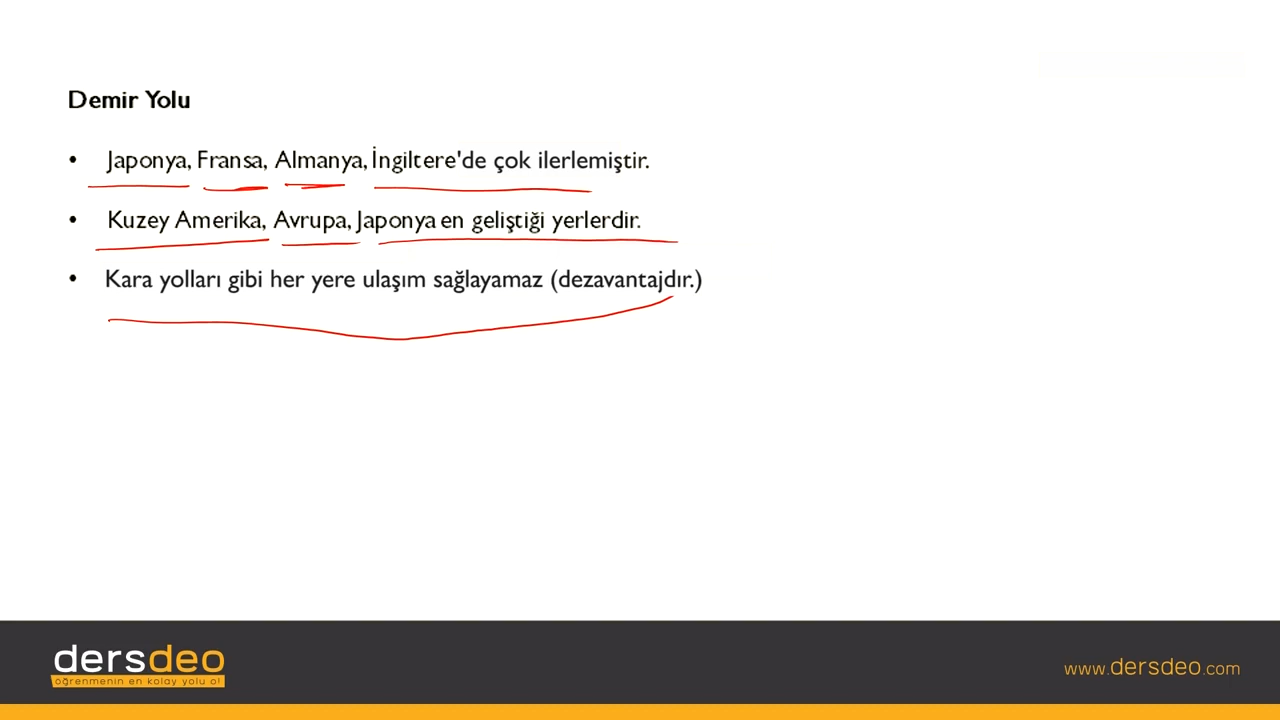 Demir Yolu
• Japonya, Fransa, Almanya, İngiltere'de çok ilerlemiştir.
• Kuzey Amerika, Avrupa, Japonya en geliştiği yerlerdir.
• Kara yolları gibi her yere ulaşım sağlayamaz (dezavantajdır.)
dersdeo
öğrenmenin en kolay yolu o!
www.dersdeo.com